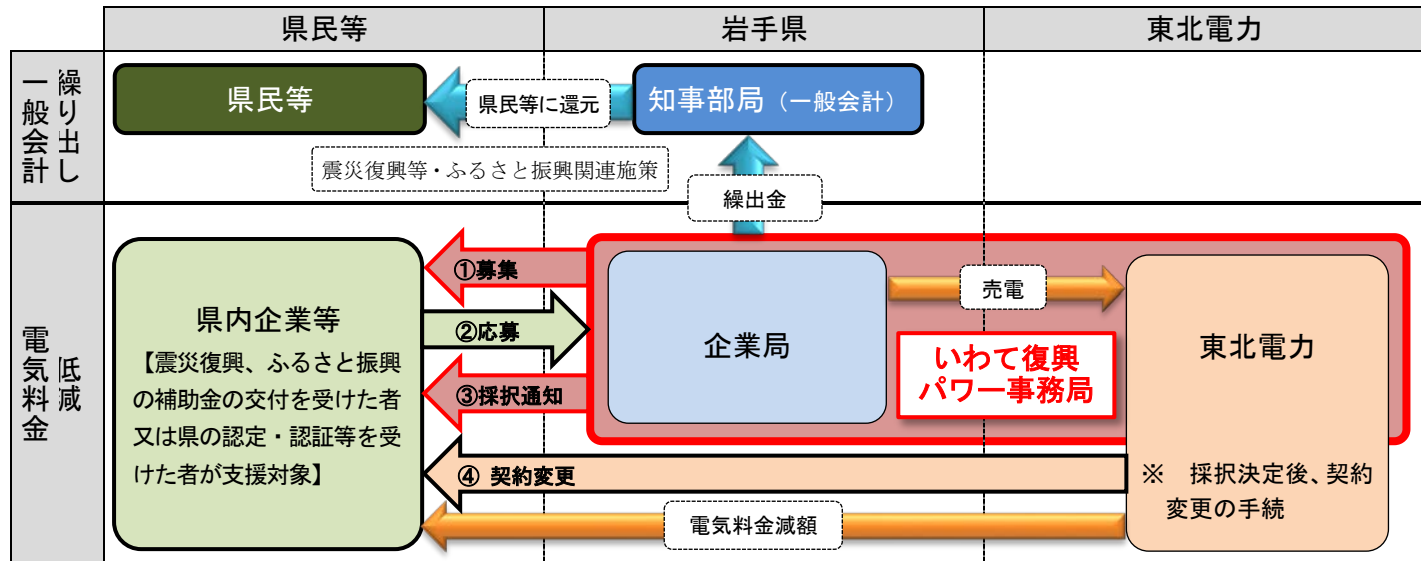 県民等
岩手県
東北電力
一般会計
繰り出し
県民等
県民等に還元
知事部局（一般会計）
震災復興等・ふるさと振興関連施策
繰出金
電気料金
低減
県内企業等
【震災復興、ふるさと振興
の補助金の交付を受けた者
又は県の認定・認証等を受
けた者が支援対象】
①募集
②応募
③採択通知
④ 契約変更
電気料金減額
企業局
売電
いわて復興
パワー事務局
東北電力
※　採択決定後、契約
変更の手続